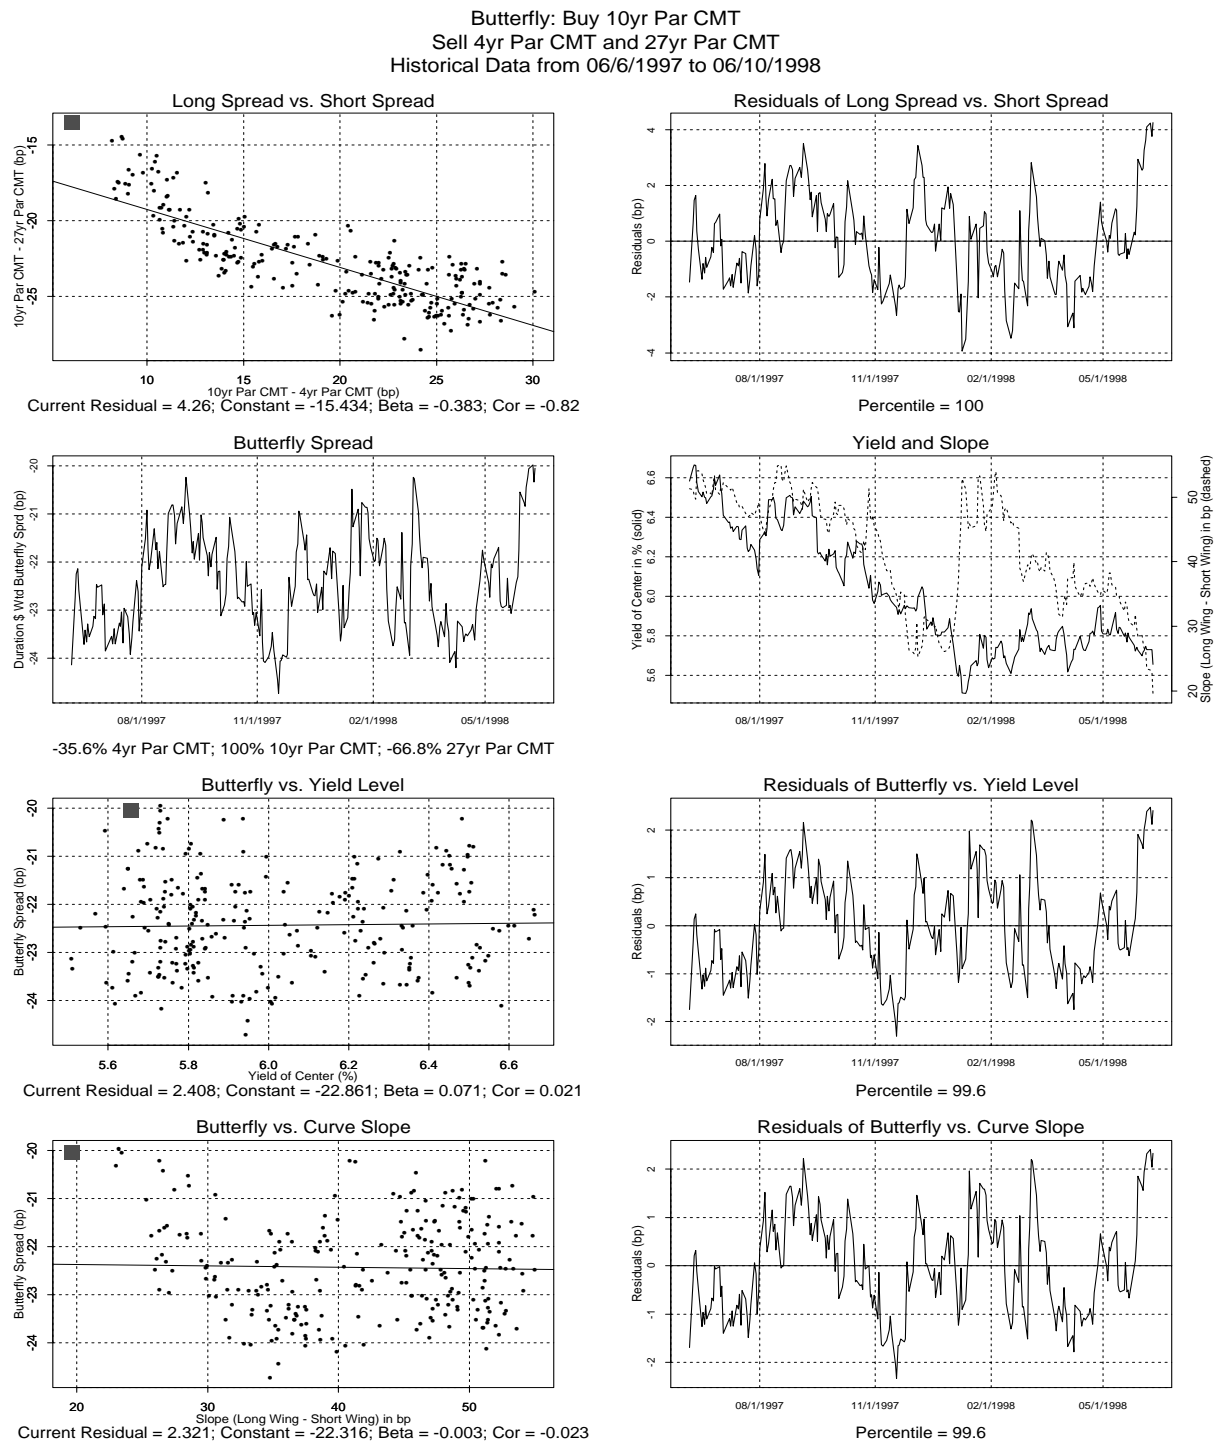 Butterfly: Buy 10yr Par CMT
Sell 4yr Par CMT and 27yr Par CMT
Historical Data from 06/6/1997 to 06/10/1998
Long Spread vs. Short Spread
10yr Par CMT - 27yr Par CMT (bp)
-15
-20
-25
10 15 20 25 30
10yr Par CMT - 4yr Par CMT (bp)
Current Residual = 4.26; Constant = -15.434; Beta = -0.383; Cor = -0.82
Residuals of Long Spread vs. Short Spread
Residuals (bp)
4
2
0
-2
-4
08/1/1997 11/1/1997 02/1/1998 05/1/1998
Percentile = 100
Butterfly Spread
Duration $ Wtd Butterfly Sprd (bp)
-20
-21
-22
-23
-24
08/1/1997 11/1/1997 02/1/1998 05/1/1998
-35.6% 4yr Par CMT; 100% 10yr Par CMT; -66.8% 27yr Par CMT
Yield and Slope
Yield of Center in % (solid)
6.6
6.4
6.2
6.0
5.8
5.6
50
40
30
20
Slope (Long Wing - Short Wing) in bp (dashed)
08/1/1997 11/1/1997 02/1/1998 05/1/1998
Butterfly vs. Yield Level
Butterfly Spread (bp)
-20
-21
-22
-23
-24
5.6 5.8 6.0 6.2 6.4 6.6
Yield of Center (%)
Current Residual = 2.408; Constant = -22.861; Beta = 0.071; Cor = 0.021
Residuals of Butterfly vs. Yield Level
Residuals (bp)
2
1
0
-1
-2
08/1/1997 11/1/1997 02/1/1998 05/1/1998
Percentile = 99.6
Butterfly vs. Curve Slope
Butterfly Spread (bp)
-20
-21
-22
-23
-24
20 30 40 50
Slope (Long Wing - Short Wing) in bp
Current Residual = 2.321; Constant = -22.316; Beta = -0.003; Cor = -0.023
Residuals of Butterfly vs. Curve Slope
Residuals (bp)
2
1
0
-1
-2
08/1/1997 11/1/1997 02/1/1998 05/1/1998
Percentile = 99.6